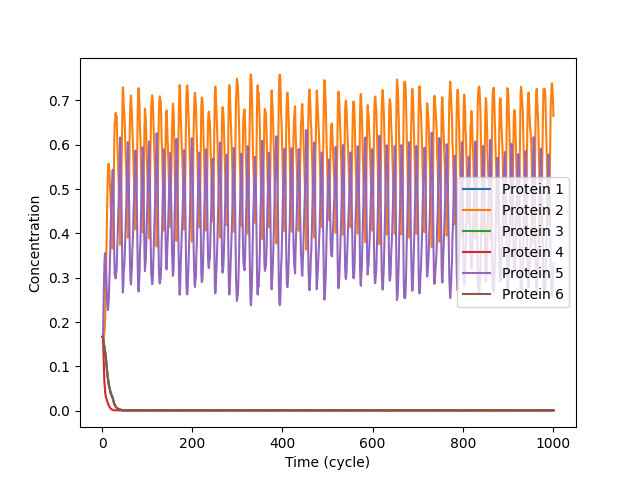 0.7
0.6
0.5
0.4
0.3
0.2
0.1
0.0
Concentration
0
200
400
600
800
1000
Time (cycle)
Protein 1
Protein 2
Protein 3
Protein 4
Protein 5
Protein 6